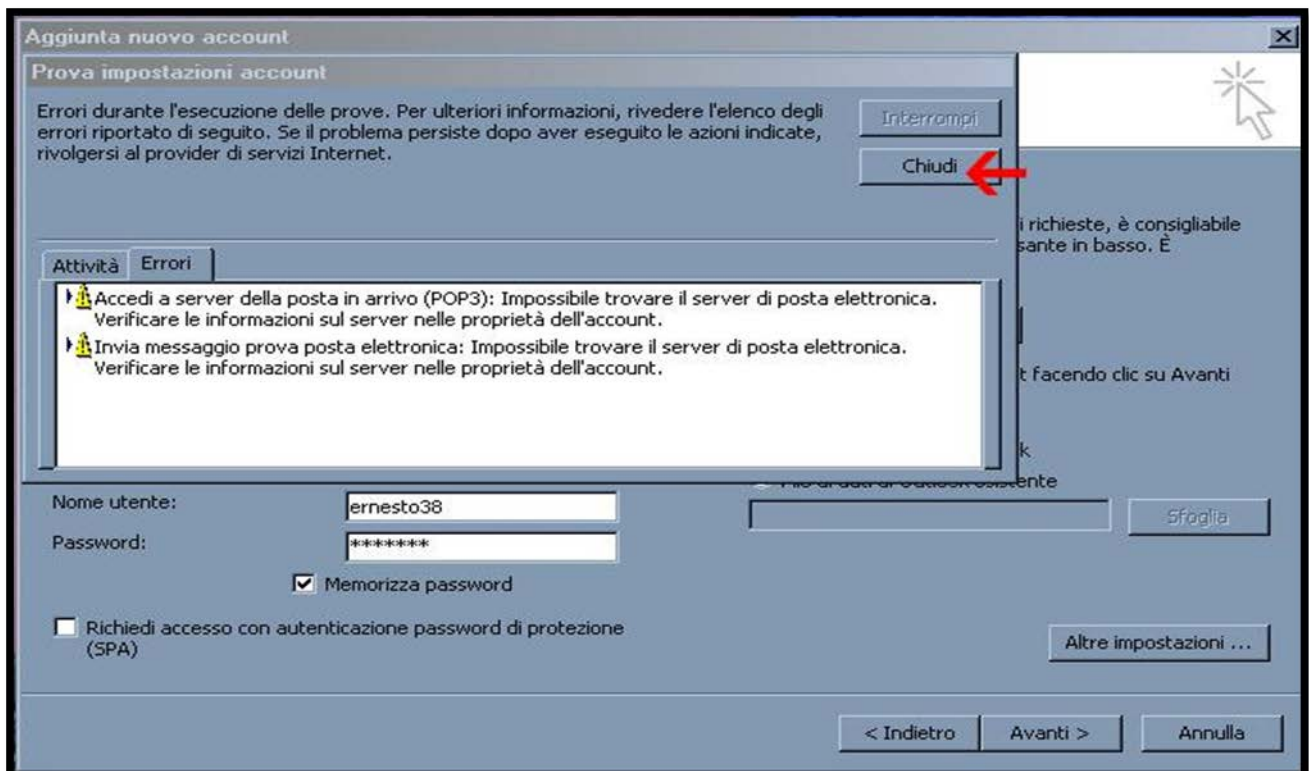 Aggiunta nuovo account
Prova impostazioni account
Errori durante l'esecuzione delle prove. Per ulteriori informazioni, rivedere l'elenco degli
errori riportato di seguito. Se il problema persiste dopo aver eseguito le azioni indicate,
rivolgersi al provider di servizi Internet.
Interrompi
Chiudi
i richieste, è consigliabile
sante in basso. È
Attività Errori
Accedi a server della posta in arrivo (POP3): Impossibile trovare il server di posta elettronica.
Verificare le informazioni sul server nelle proprietà dell'account.
Invia messaggio prova posta elettronica: Impossibile trovare il server di posta elettronica.
Verificare le informazioni sul server nelle proprietà dell'account.
t facendo clic su Avanti
k
File di dati di Outlook esistente
Nome utente: ernesto38
Sfoglia
Password: *******
Memorizza password
Richiedi accesso con autenticazione password di protezione
(SPA)
Altre impostazioni ...
< Indietro Avanti > Annulla